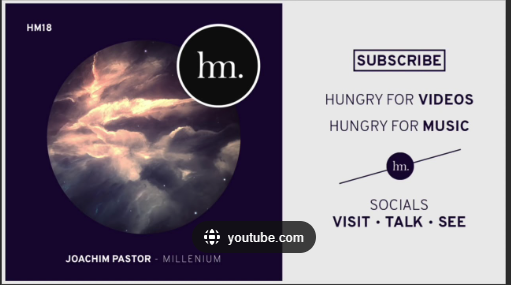 HM18
hm.
JOACHIM PASTOR - MILLENIUM
SUBSCRIBE
HUNGRY FOR VIDEOS
HUNGRY FOR MUSIC
hm.
SOCIALS
VISIT · TALK · SEE
youtube.com